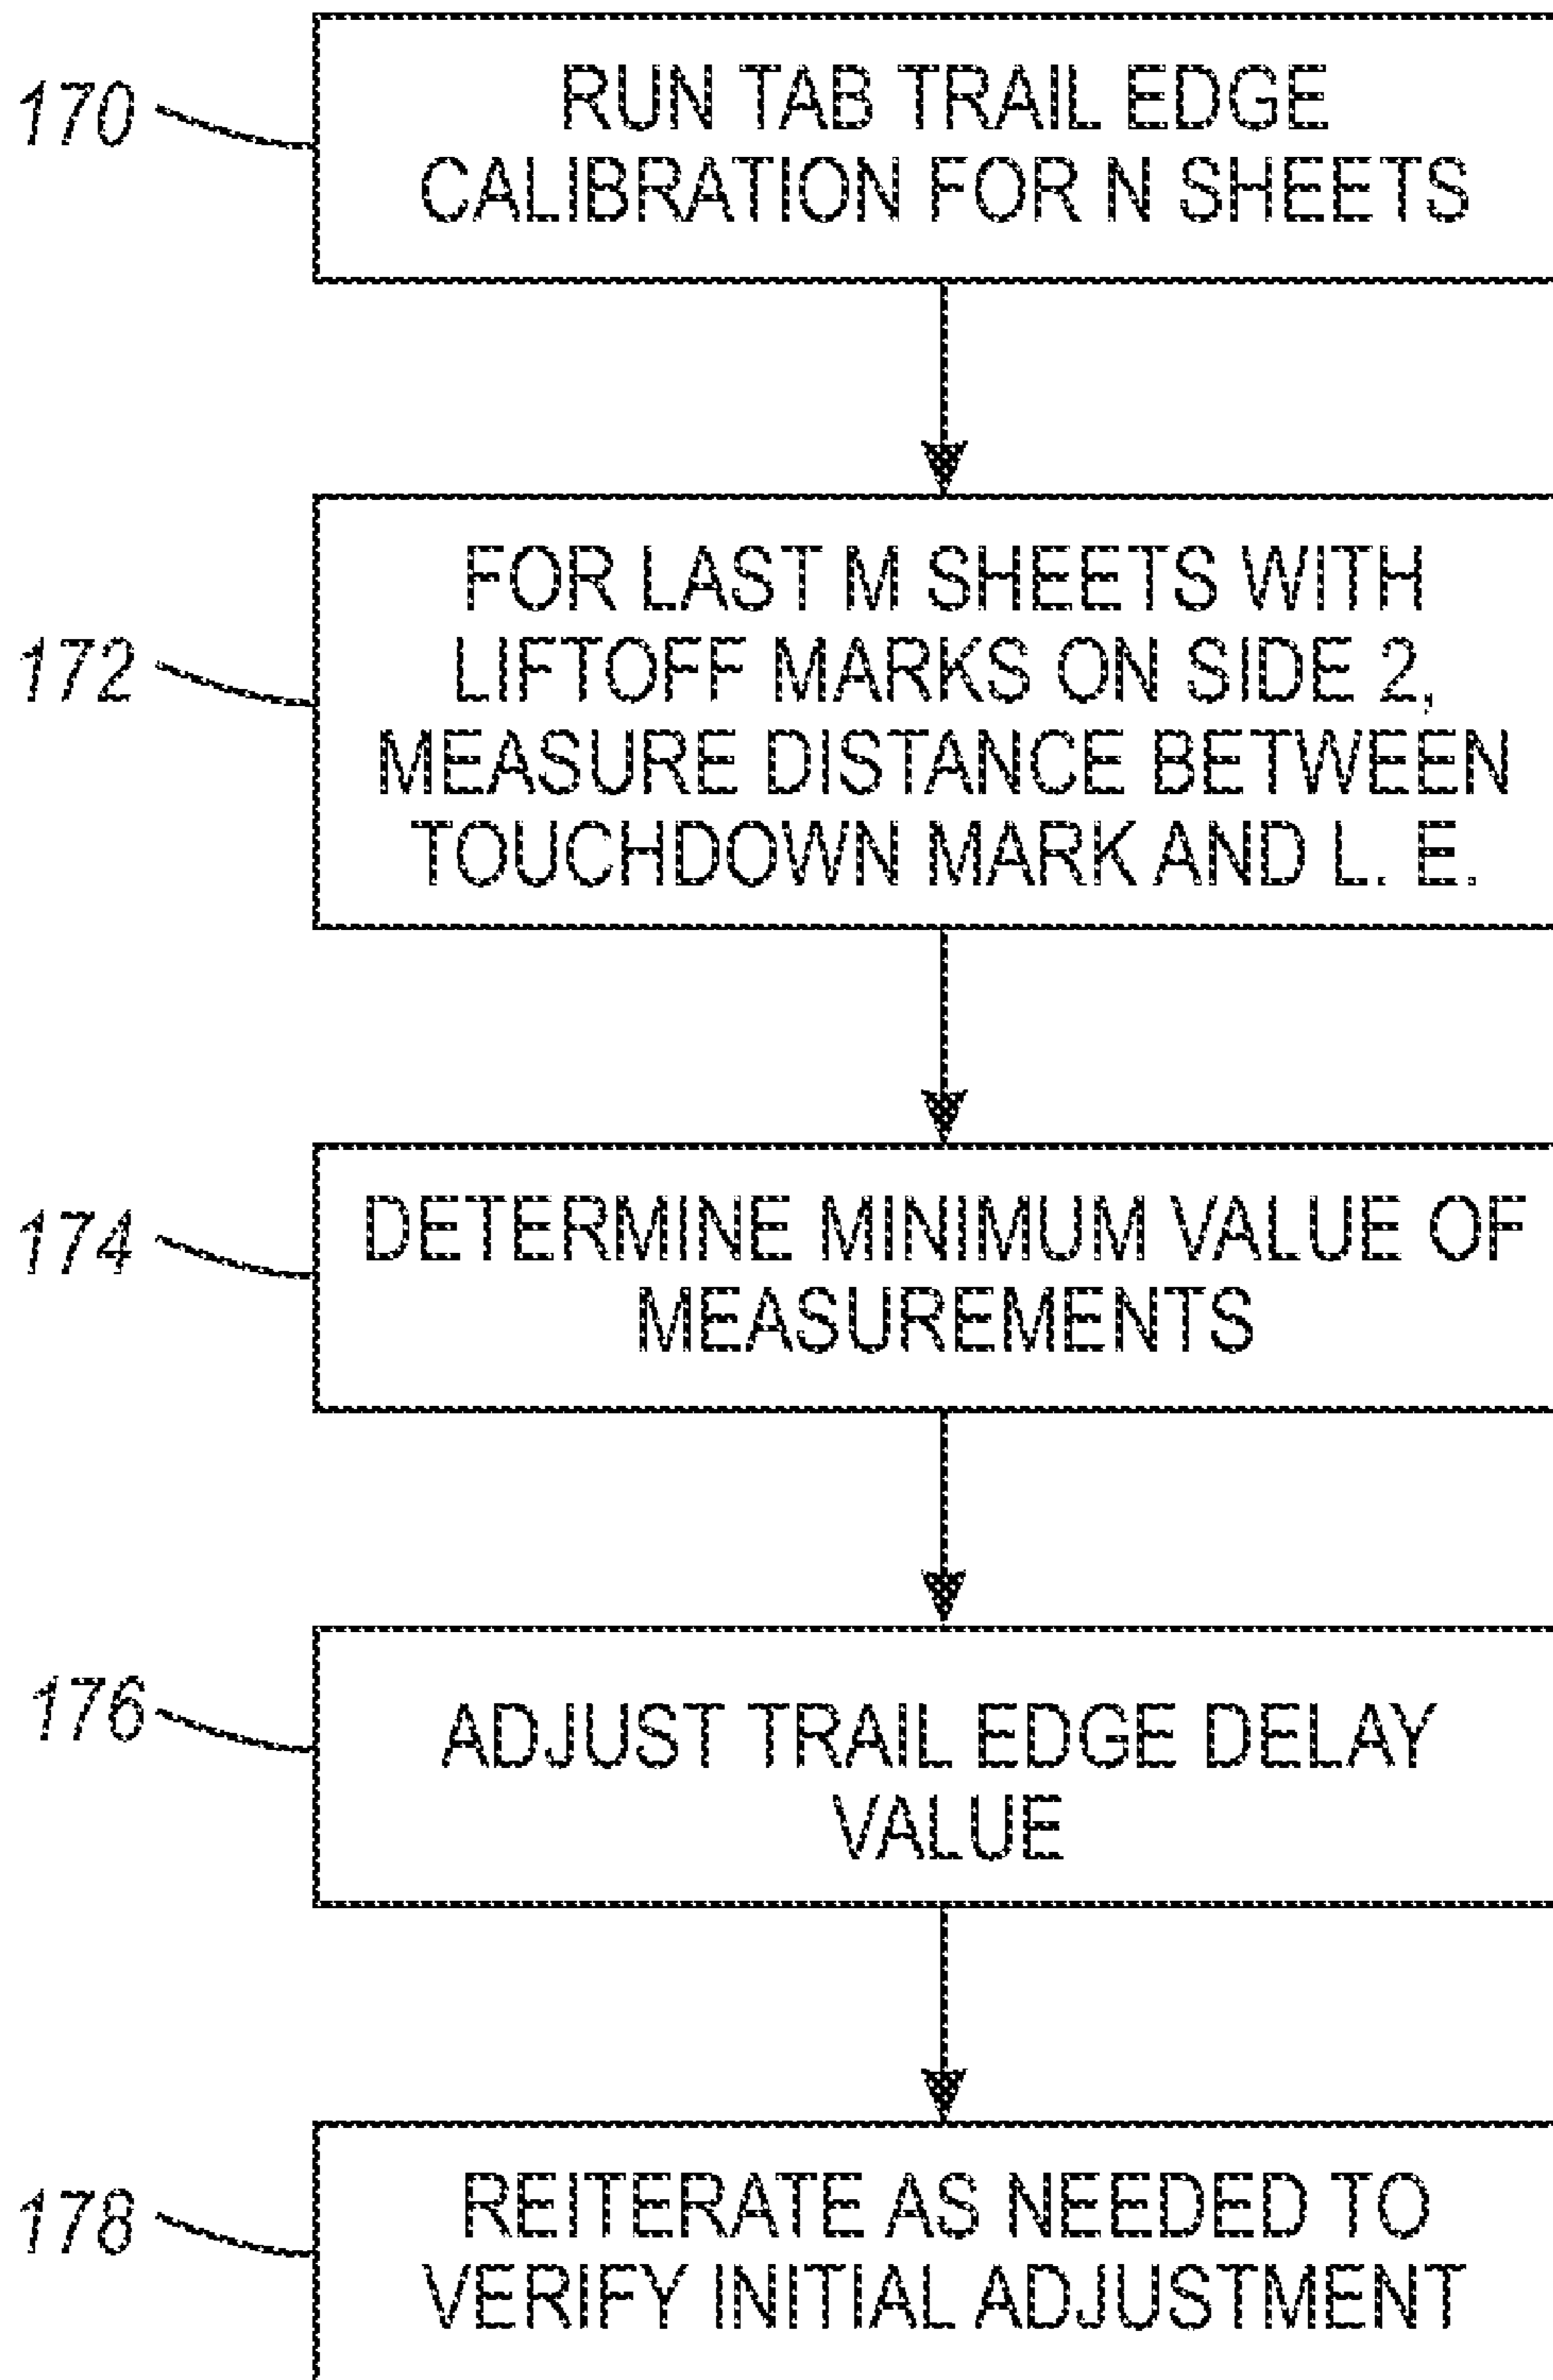 170
RUN TAB TRAIL EDGE
CALIBRATION FOR N SHEETS
172
FOR LAST M SHEETS WITH
LIFTOFF MARKS ON SIDE 2,
MEASURE DISTANCE BETWEEN
TOUCHDOWN MARK AND L. E.
174
DETERMINE MINIMUM VALUE OF
MEASUREMENTS
176
ADJUST TRAIL EDGE DELAY
VALUE
178
REITERATE AS NEEDED TO
VERIFY INITIAL ADJUSTMENT